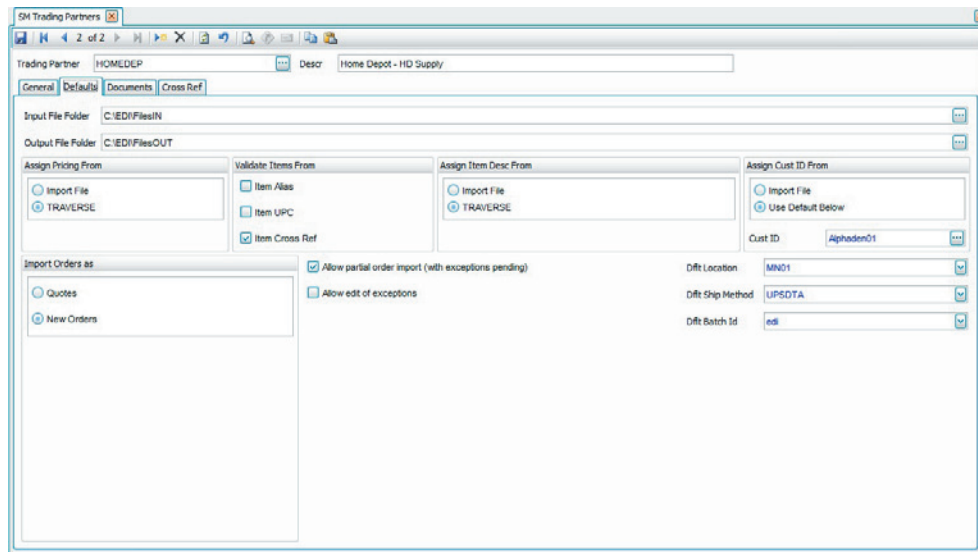 SM Trading Partners
2 of 2
Trading Partner HOMEDEP Descr Home Depot - HD Supply
General Defaults Documents Cross Ref
Input File Folder C:\EDI\FilesIN
Output File Folder C:\EDI\FilesOUT
Assign Pricing From Validate Items From Assign Item Desc From Assign Cust ID From
Import File Item Alias Import File Import File
TRAVERSE Item UPC TRAVERSE Use Default Below
Item Cross Ref Cust ID Alphaden01
Import Orders as Allow partial order import (with exceptions pending) Dflt Location MN01
Quotes Allow edit of exceptions Dflt Ship Method UPSDTA
New Orders Dflt Batch Id edi